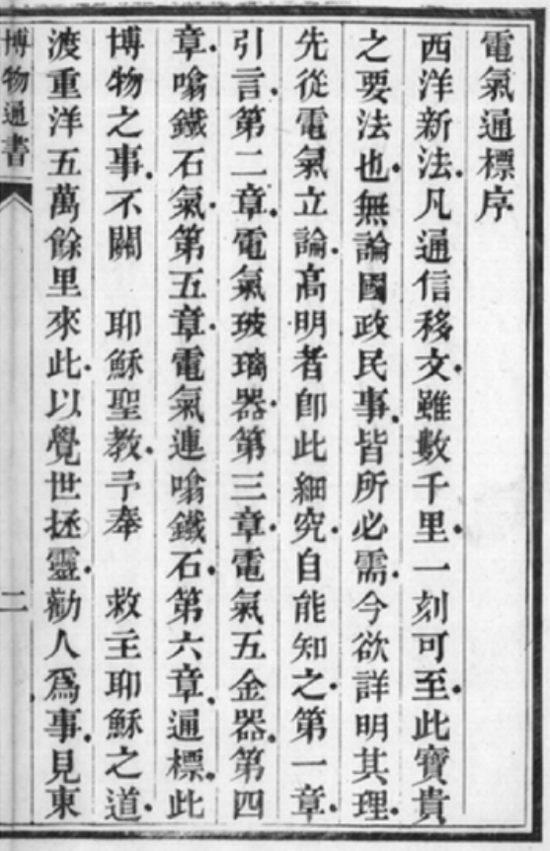 電氣通標序
西洋新法。凡通信移文。雖數千里。一刻可至。此寶貴
之要法也。無論國政民事。皆所必需。今欲詳明其理。
先從電氣立論。高明者卽此細究。自能知之。第一章。
引言。第二章。電氣玻璃器。第三章。電氣五金器。第四
章。噏鐵石氣。第五章。電氣連噏鐵石。第六章。通標。此
博物之事。不關 耶穌聖教。予奉 救主耶穌之道。
渡重洋五萬餘里來此。以覺世拯靈。勸人爲事。見東
博物通書 二